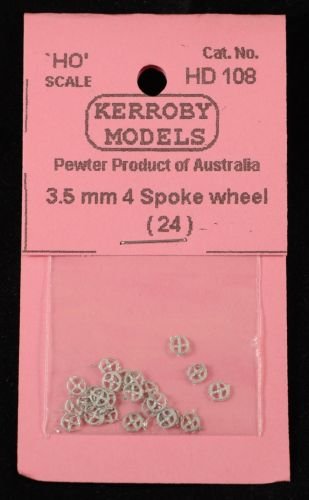 'HO'
SCALE
Cat. No.
HD 108
KERROBY
MODELS
Pewter Product of Australia
3.5 mm 4 Spoke wheel
(24)